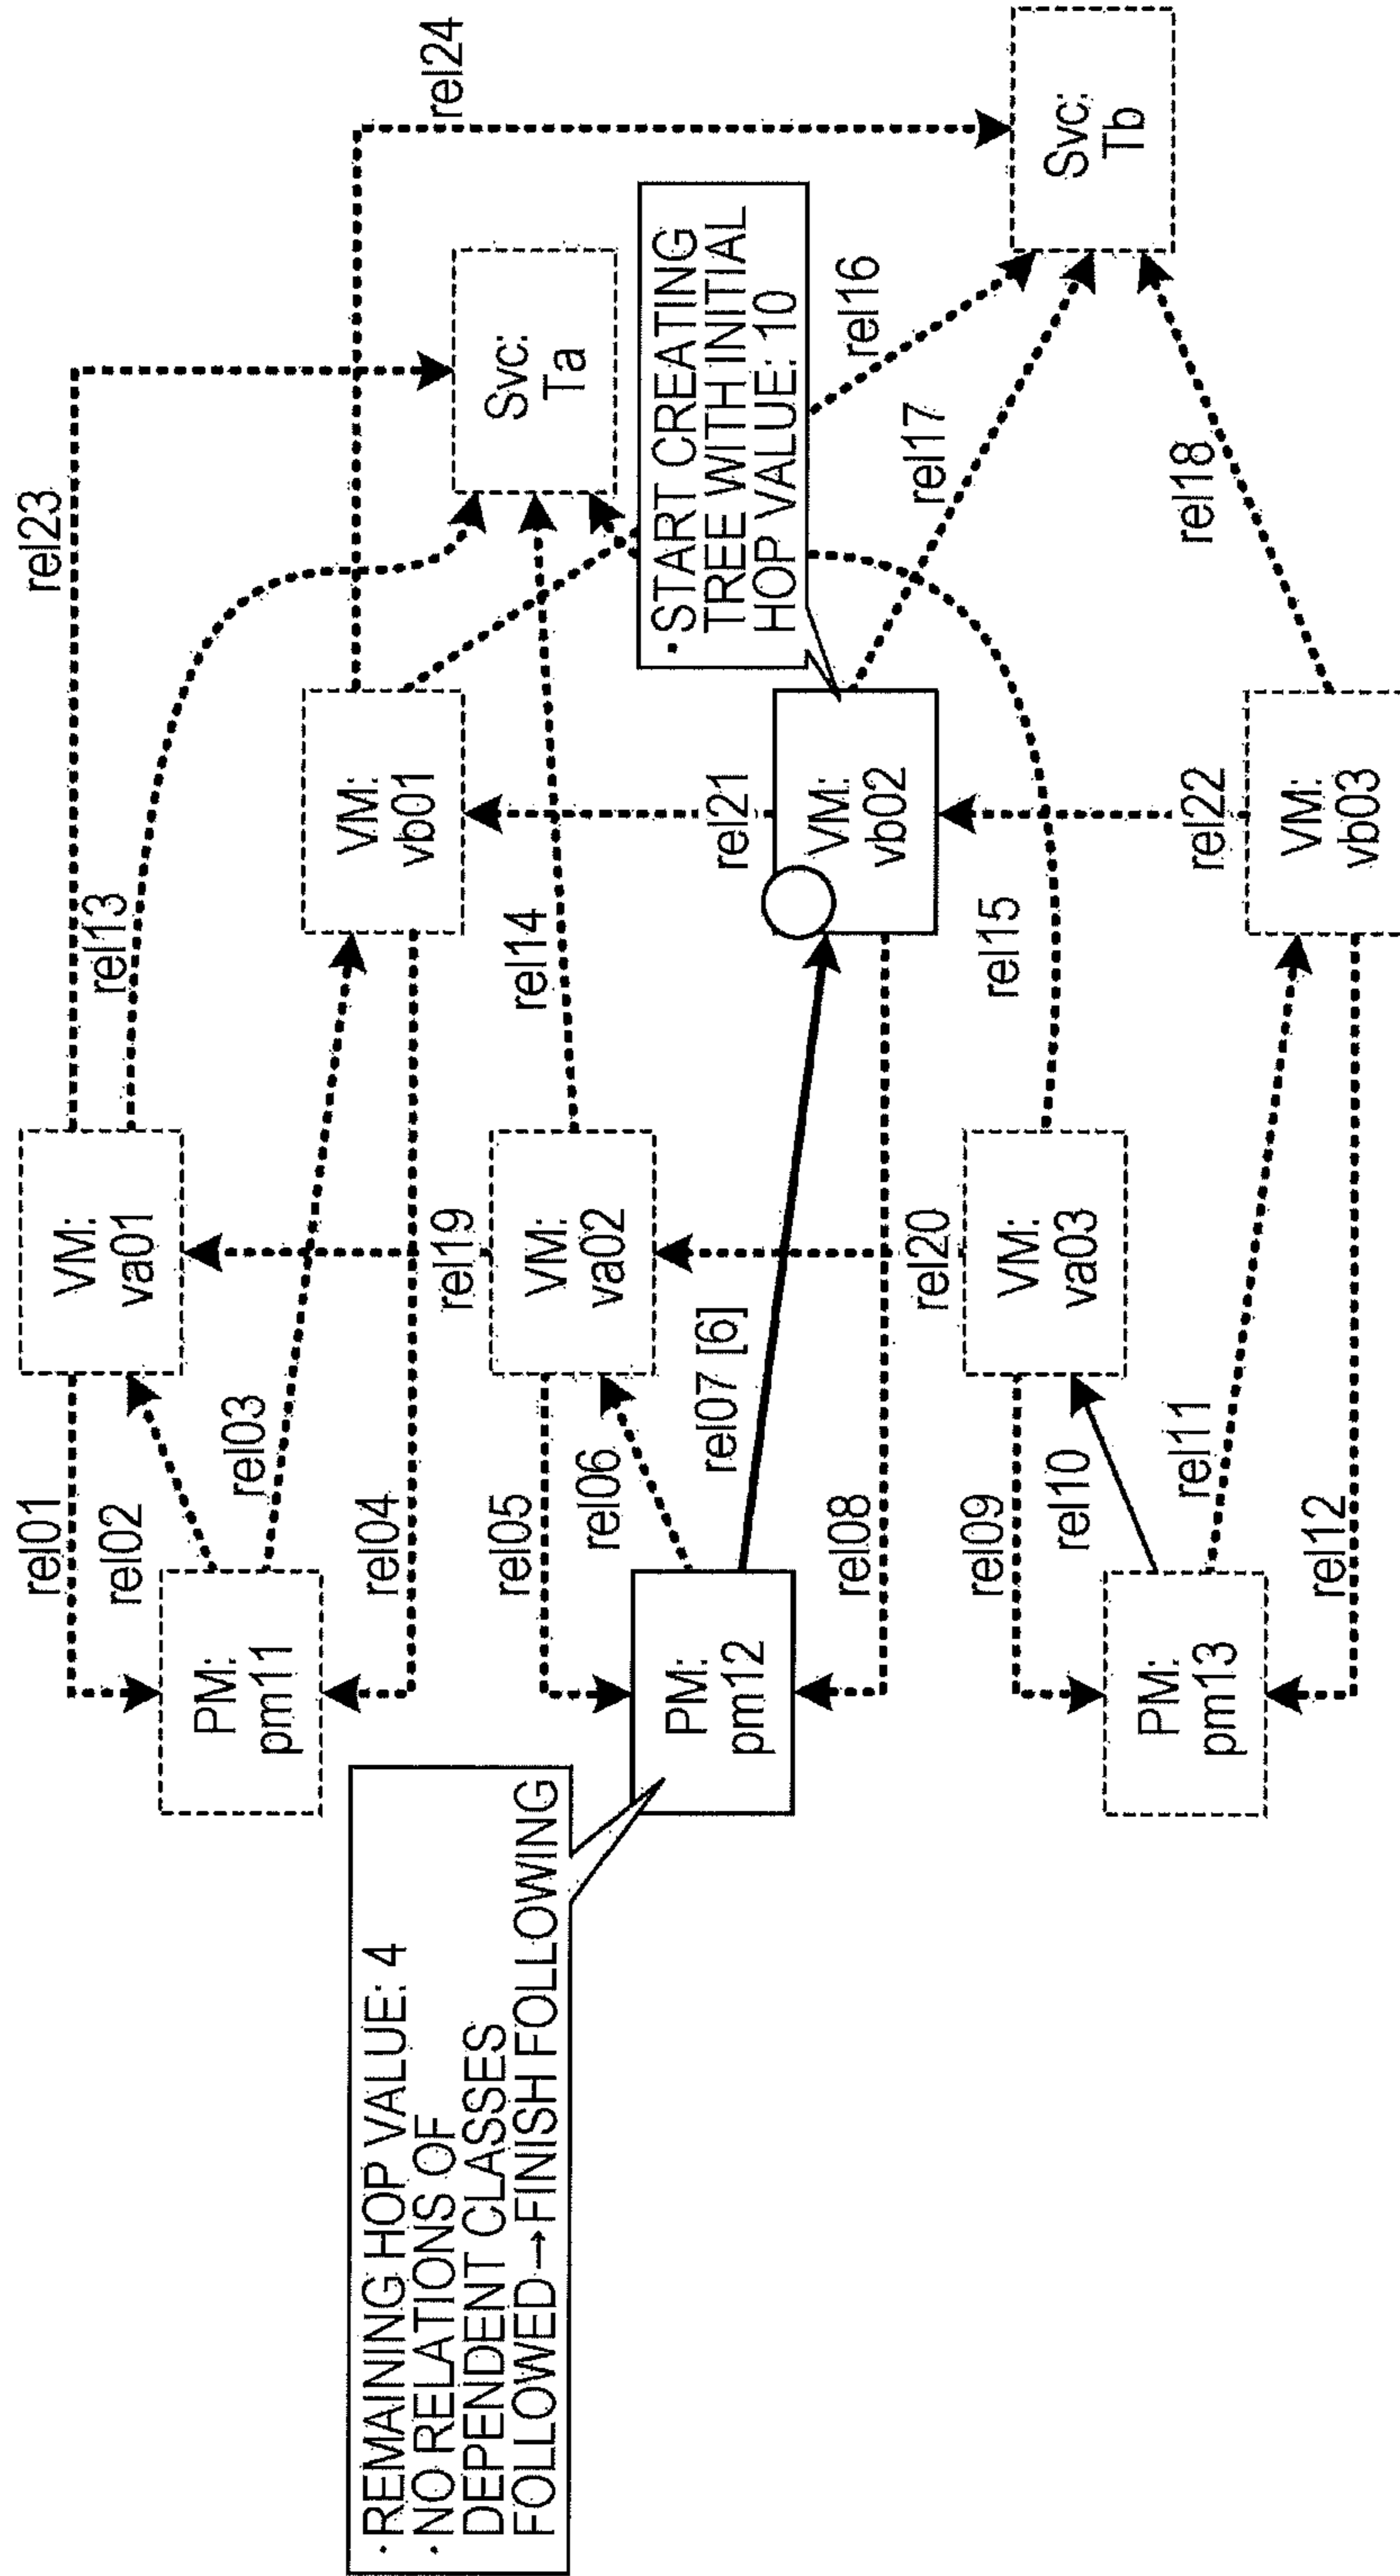 ·REMAINING HOP VALUE: 4
·NO RELATIONS OF
DEPENDENT CLASSES
FOLLOWED→FINISH FOLLOWING
PM:
pm11
PM:
pm12
PM:
pm13
rel01
rel02
rel03
rel04
rel05
rel06
rel07 [6]
rel08
rel09
rel10
rel11
rel12
VM:
va01
VM:
va02
VM:
va03
rel19
rel20
rel13
rel14
rel15
VM:
vb01
VM:
vb02
VM:
vb03
rel21
rel22
rel23
·START CREATING
TREE WITH INITIAL
HOP VALUE: 10
rel16
rel17
rel18
Svc:
Ta
rel24
Svc:
Tb